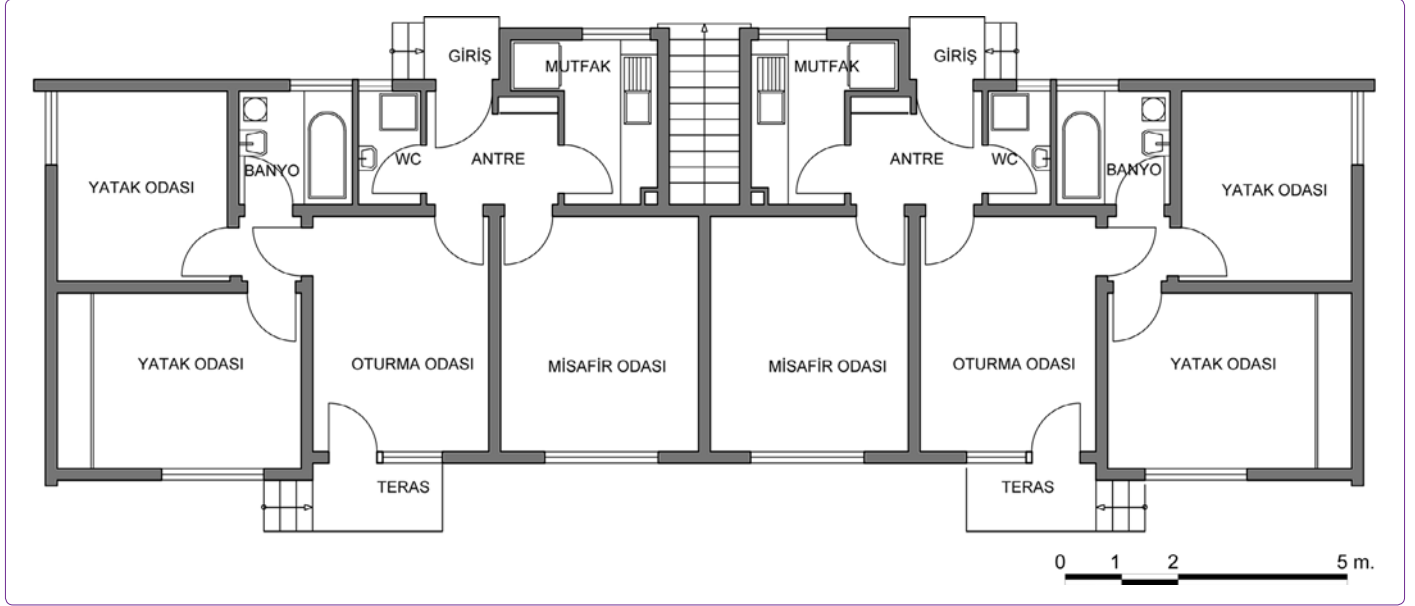 GİRİŞ
GİRİŞ
MUTFAK
MUTFAK
WC
ANTRE
ANTRE
WC
BANYO
BANYO
YATAK ODASI
YATAK ODASI
YATAK ODASI
OTURMA ODASI
MİSAFİR ODASI
MİSAFİR ODASI
OTURMA ODASI
YATAK ODASI
TERAS
TERAS
0 1 2 5 m.